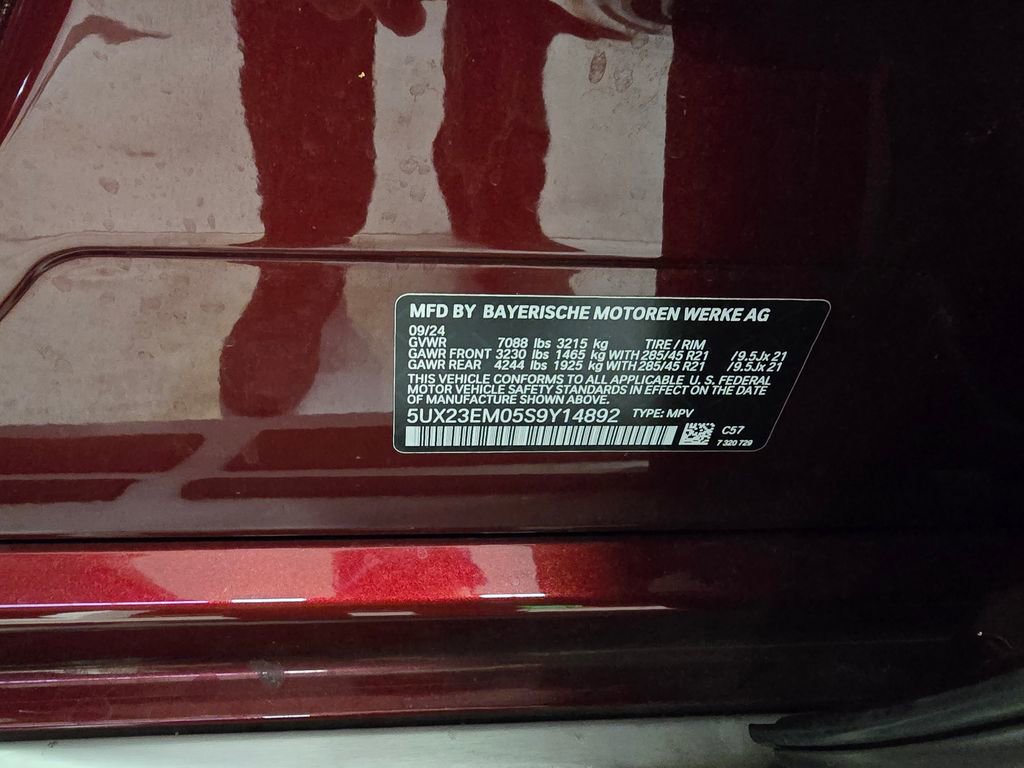 MFD BY BAYERISCHE MOTOREN WERKE AG
09/24
GVWR 7088 lbs 3215 kg TIRE / RIM
GAWR FRONT 3230 lbs 1465 kg WITH 285/45 R21 /9.5Jx21
GAWR REAR 4244 lbs 1925 kg WITH 285/45 R21 /9.5Jx21
THIS VEHICLE CONFORMS TO ALL APPLICABLE U.S. FEDERAL
MOTOR VEHICLE SAFETY STANDARDS IN EFFECT ON THE DATE
OF MANUFACTURE SHOWN ABOVE.
5UX23EM05S9Y14892 TYPE: MPV
C57
7 320 729